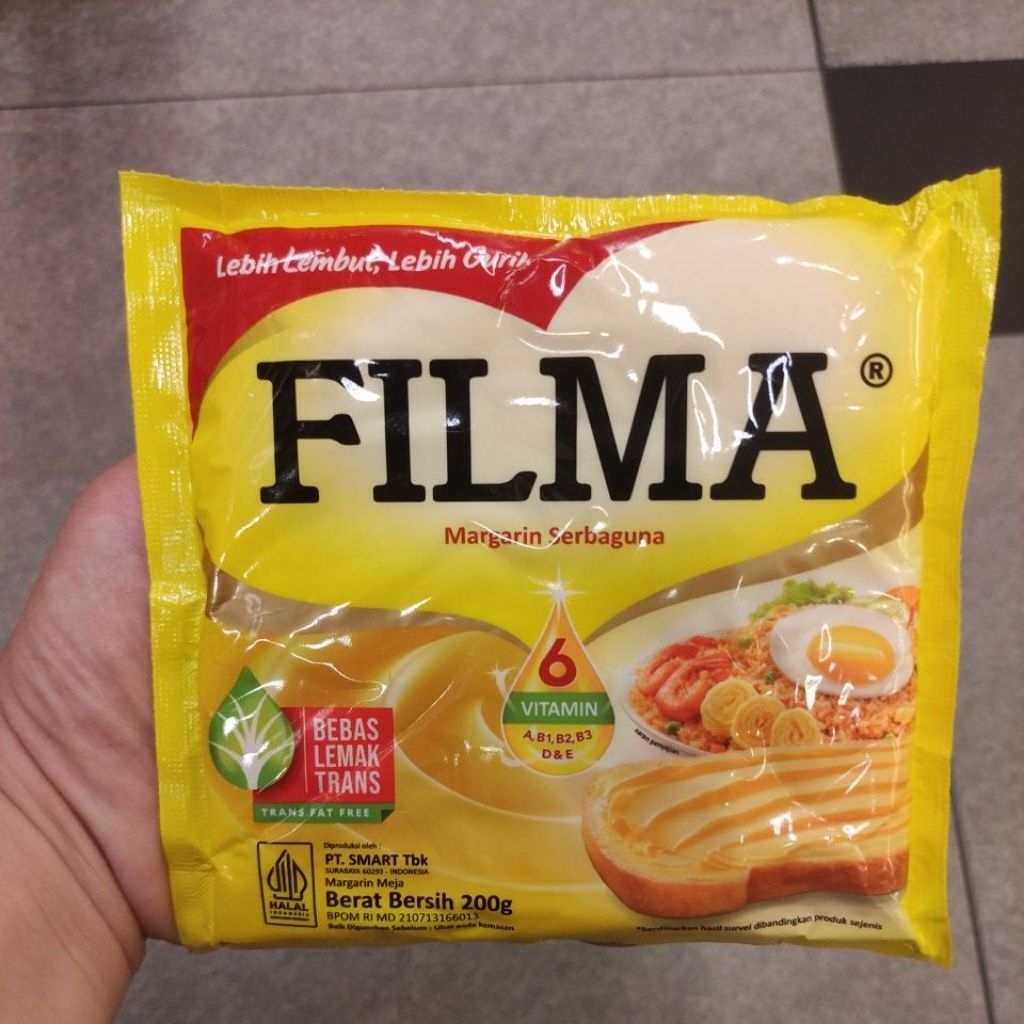 Lebih Lembut, Lebih Gurih
FILMA®
Margarin Serbaguna
6
VITAMIN
A, B1, B2, B3
D & E
saran penyajian
BEBAS
LEMAK
TRANS
TRANS FAT FREE
HALAL
INDONESIA
Diproduksi oleh :
PT. SMART Tbk
SURABAYA 60293 - INDONESIA
Margarin Meja
Berat Bersih 200g
BPOM RI MD 210713166013
Baik Digunakan Sebelum : Lihat pada kemasan
*berdasarkan hasil survei dibandingkan produk sejenis